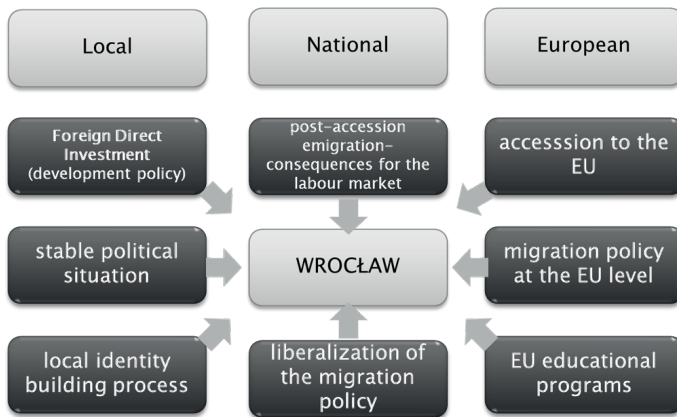 Local
National
European
Foreign Direct
Investment
(development policy)
post-accession
emigration-
consequences for the
labour market
accesssion to the
EU
stable political
situation
WROCŁAW
migration policy
at the EU level
local identity
building process
liberalization of
the migration
policy
EU educational
programs